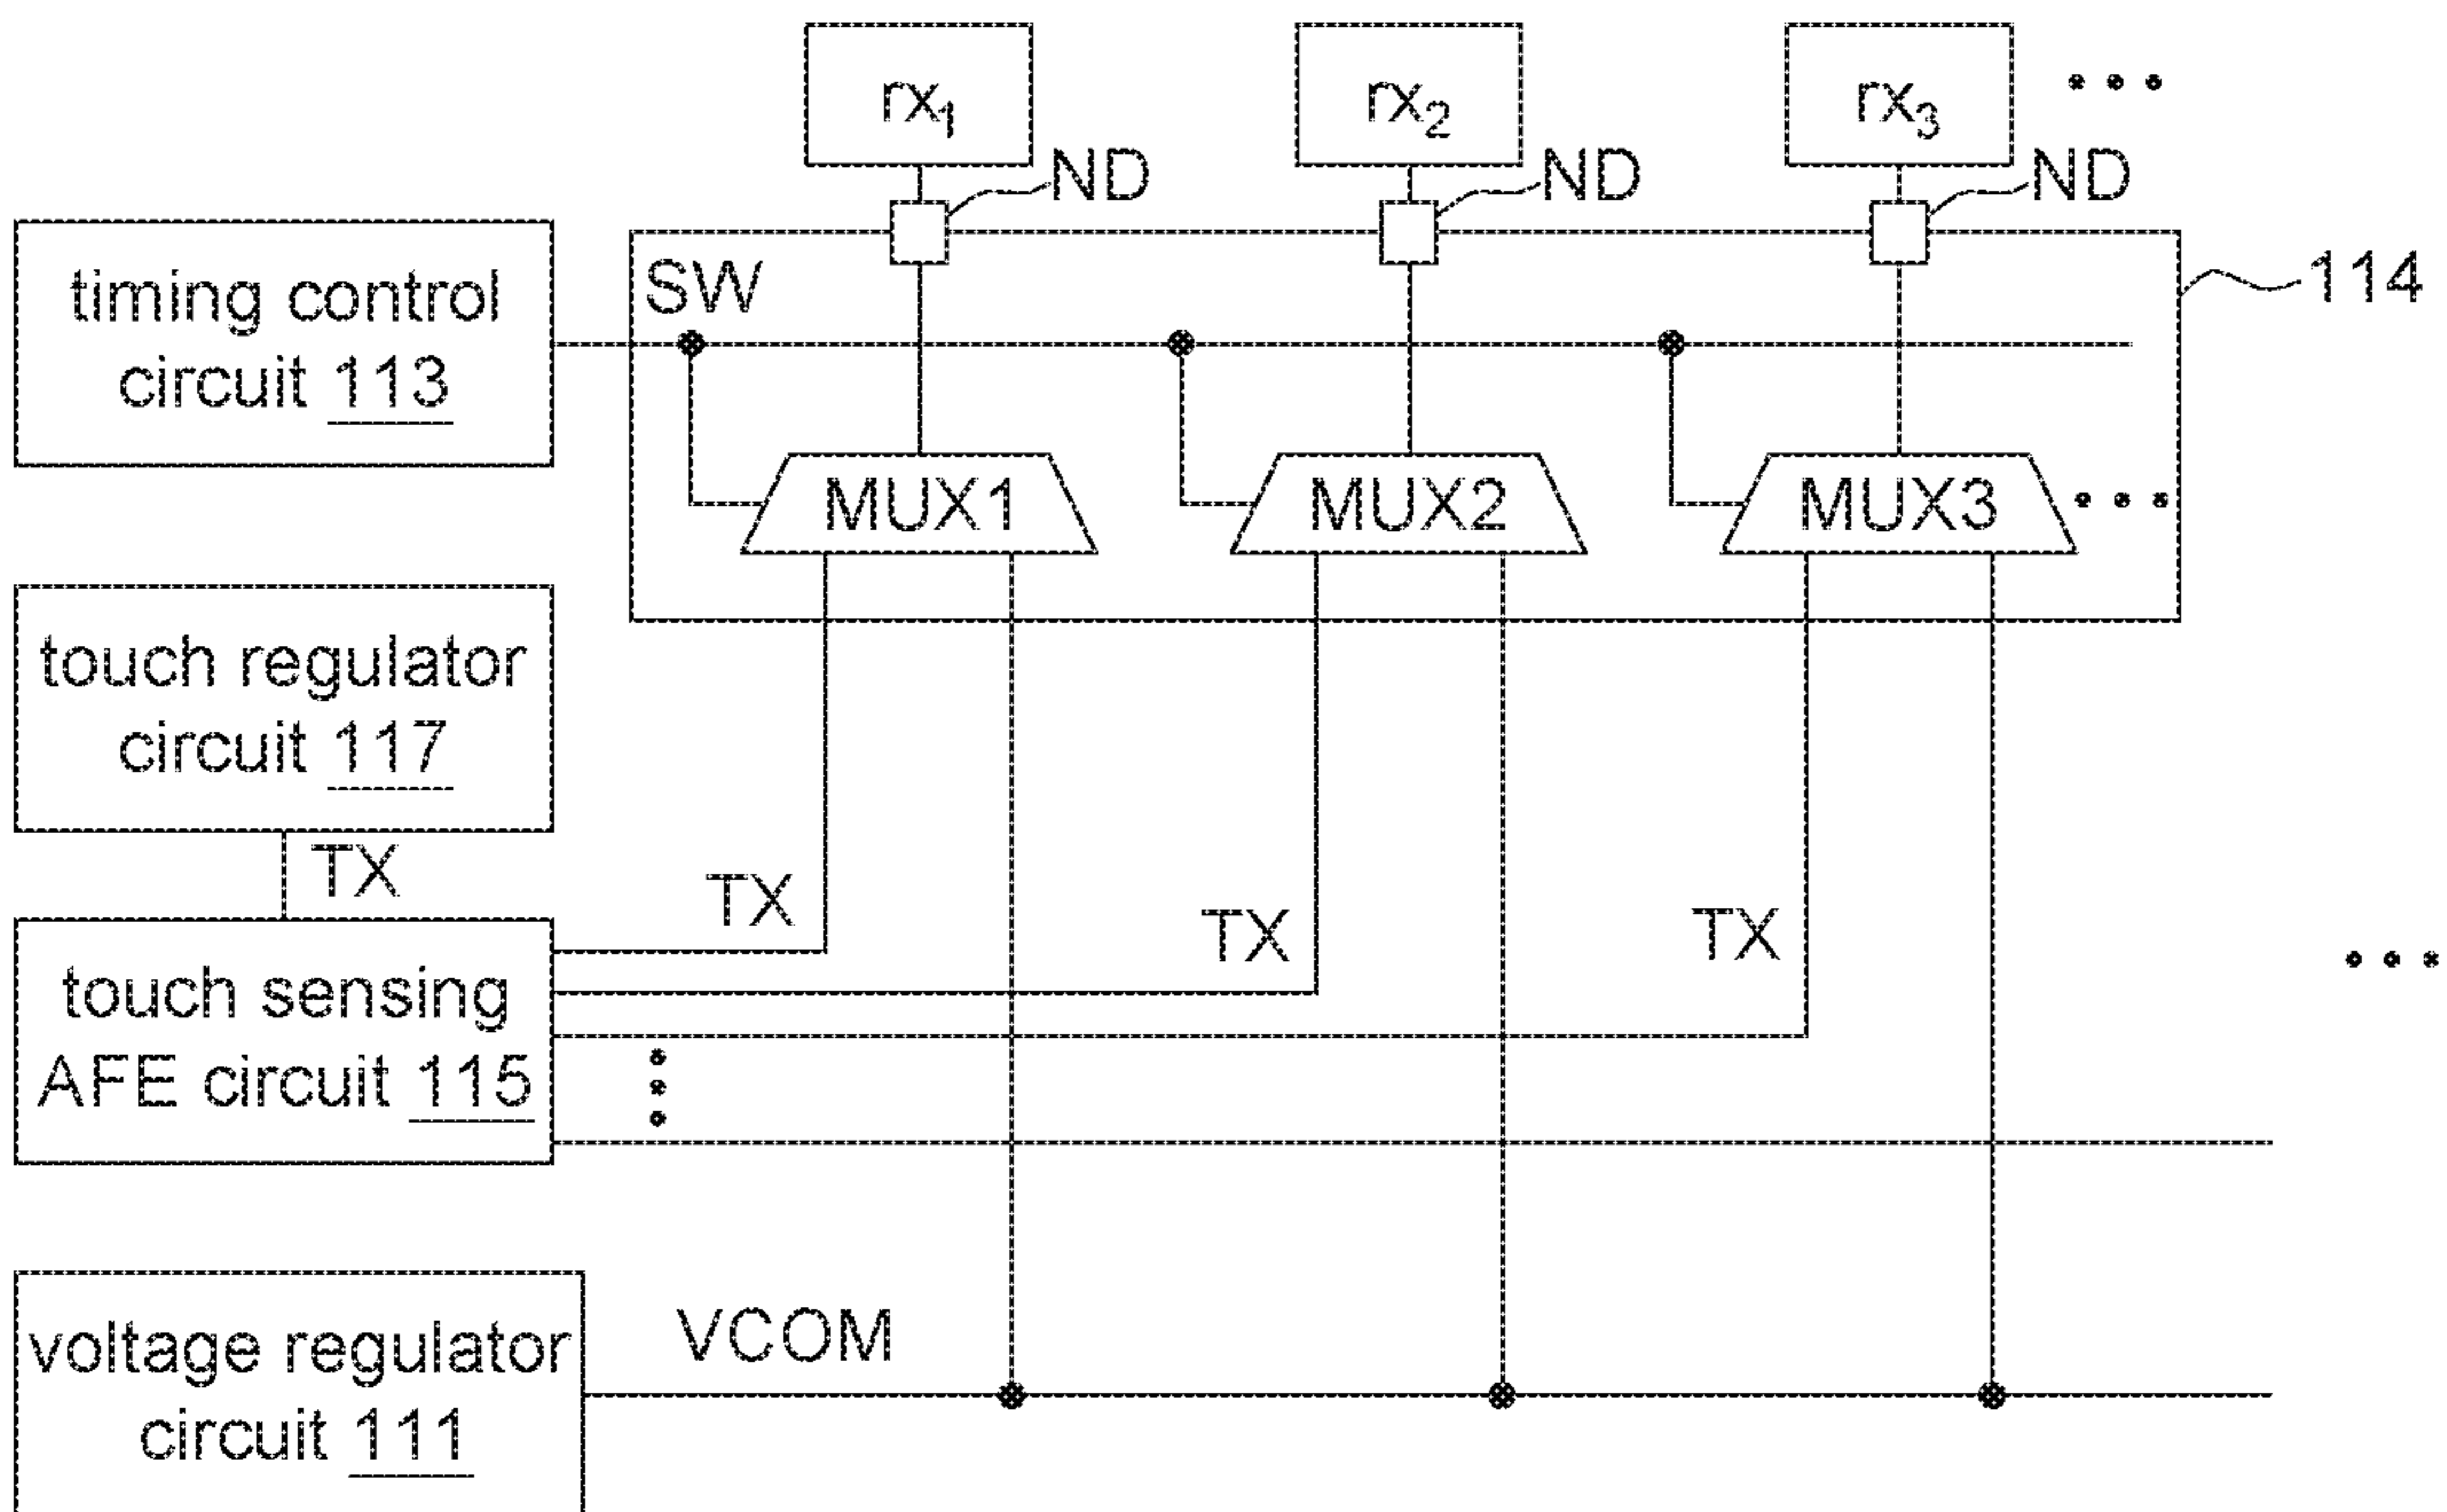 rx₁ rx₂ rx₃ ...
ND ND ND
timing control
circuit 113
SW
114
MUX1 MUX2 MUX3 ...
touch regulator
circuit 117
TX
TX TX TX
touch sensing
AFE circuit 115
...
voltage regulator
circuit 111
VCOM